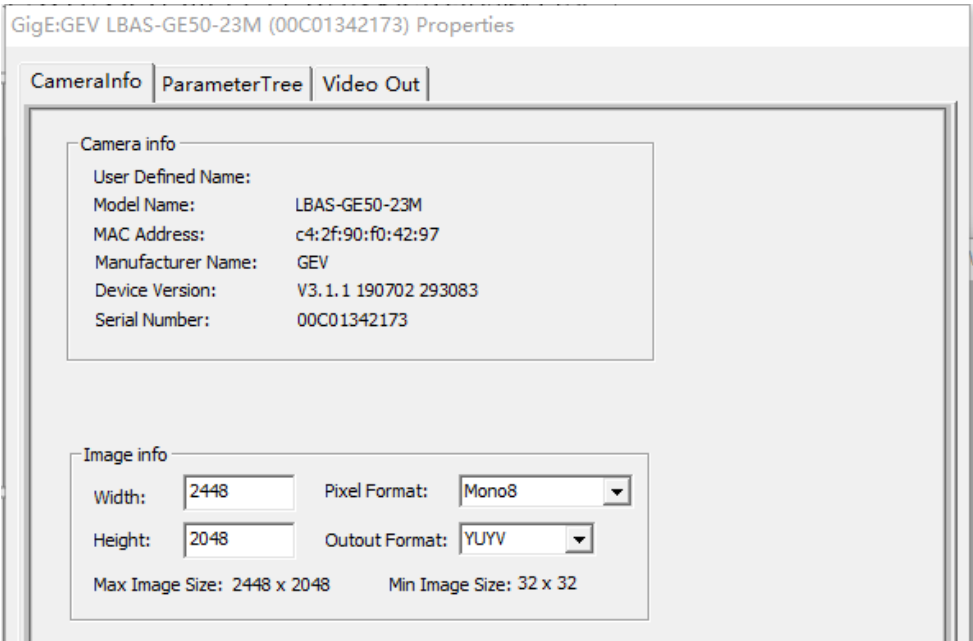 GigE:GEV LBAS-GE50-23M (00C01342173) Properties
CameraInfo ParameterTree Video Out
Camera info
User Defined Name:
Model Name: LBAS-GE50-23M
MAC Address: c4:2f:90:f0:42:97
Manufacturer Name: GEV
Device Version: V3.1.1 190702 293083
Serial Number: 00C01342173
Image info
Width: 2448 Pixel Format: Mono8
Height: 2048 Outout Format: YUYV
Max Image Size: 2448 x 2048 Min Image Size: 32 x 32